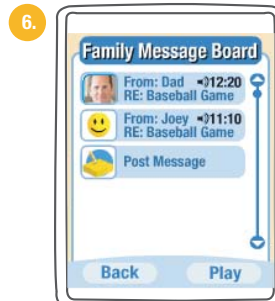 6.
Family Message Board
From: Dad 12:20
RE: Baseball Game
From: Joey 11:10
RE: Baseball Game
Post Message
Back Play